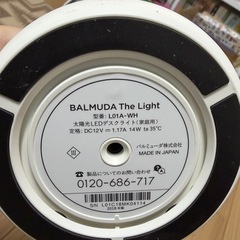 BALMUDA The Light
型番: L01A-WH
太陽光LEDデスクライト(家庭用)
定格: DC12V ⎓ 1.17A 14W ta 35℃
バルミューダ株式会社
MADE IN JAPAN
製品についてのお問い合わせ
0120-686-717